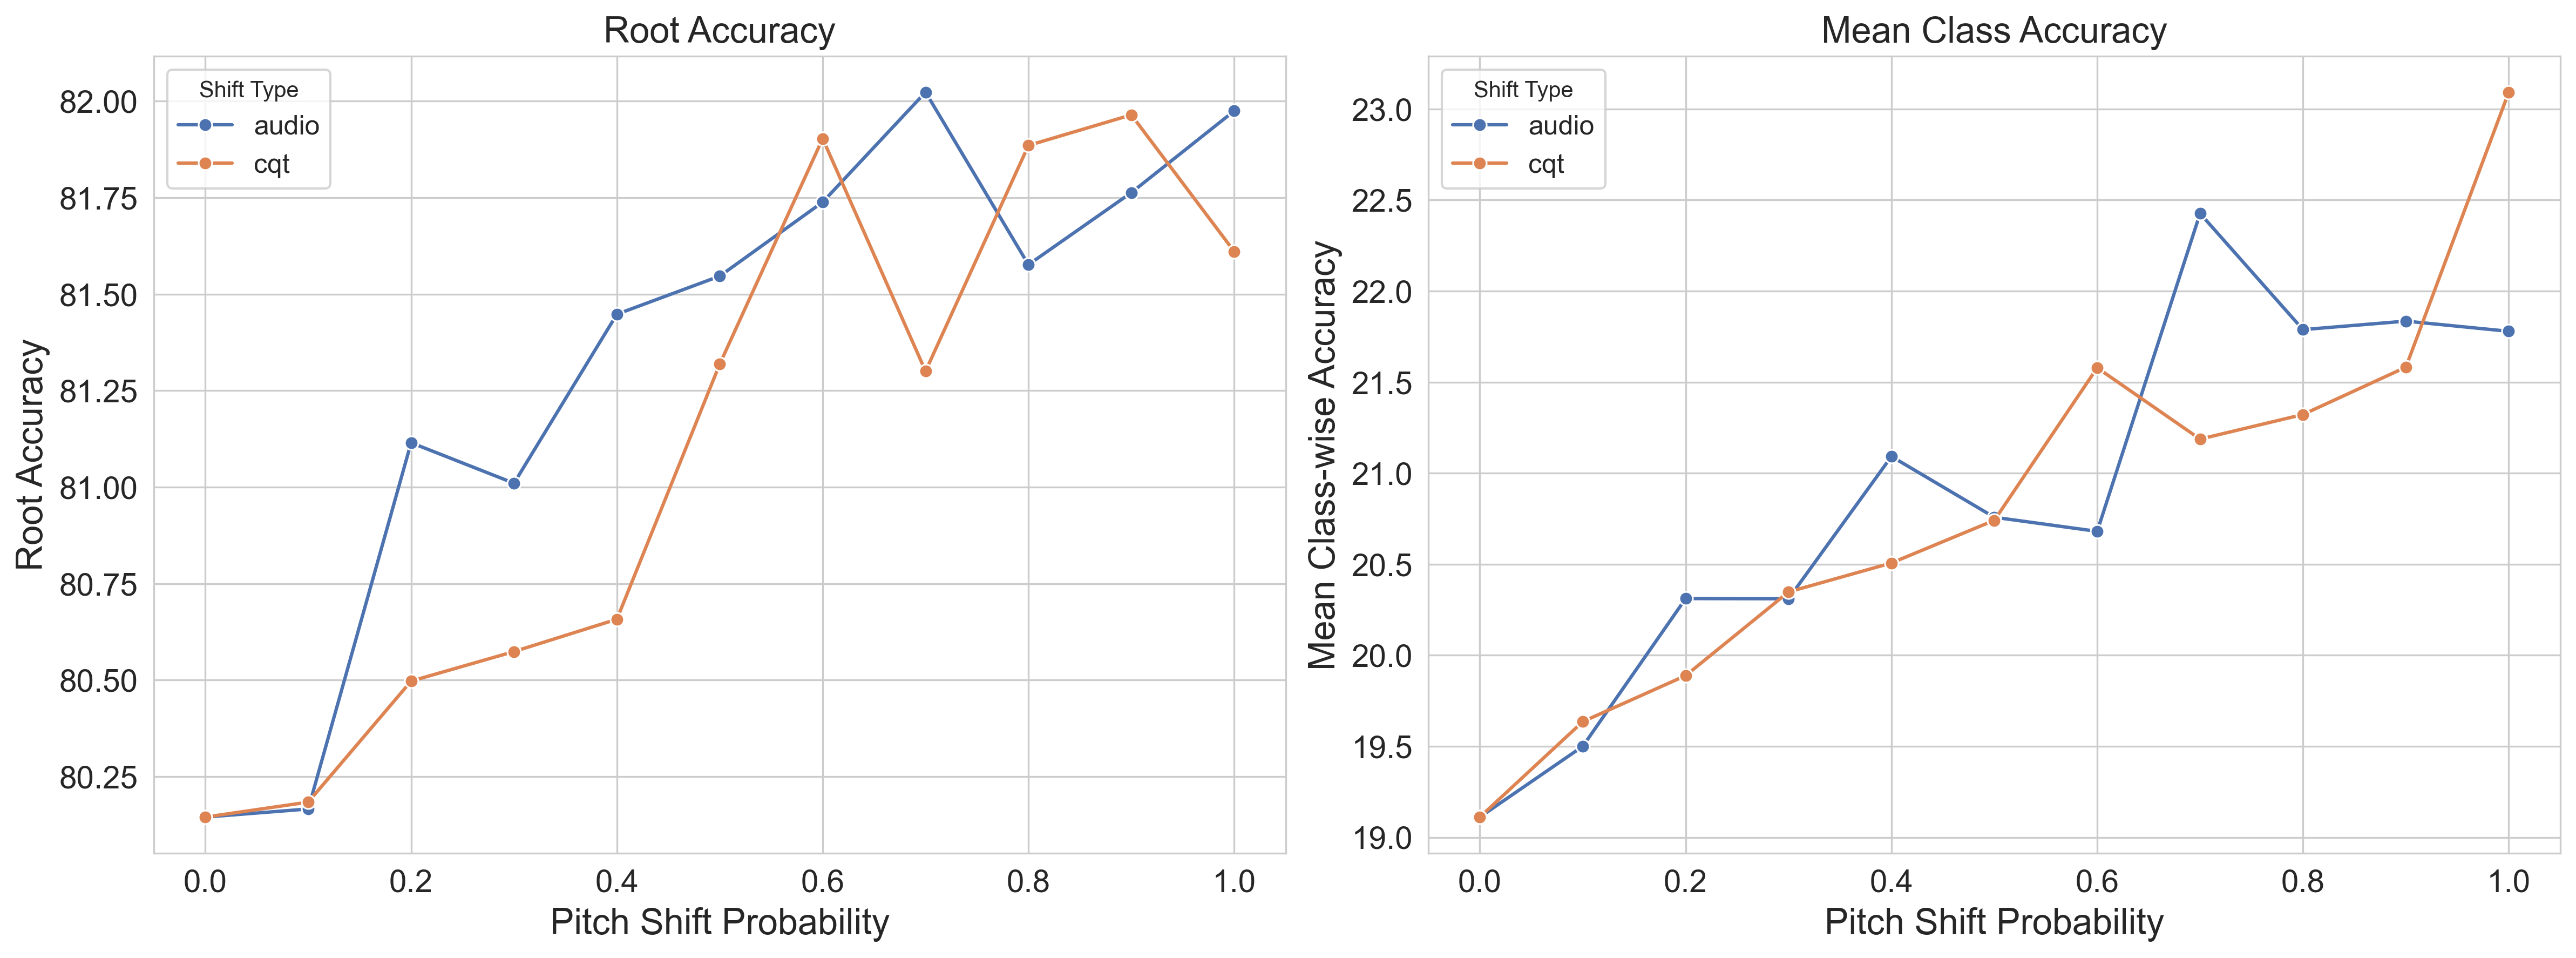 Root Accuracy
Shift Type
audio
cqt
82.00
81.75
81.50
81.25
81.00
80.75
80.50
80.25
Root Accuracy
0.0 0.2 0.4 0.6 0.8 1.0
Pitch Shift Probability
Mean Class Accuracy
Shift Type
audio
cqt
23.0
22.5
22.0
21.5
21.0
20.5
20.0
19.5
19.0
Mean Class-wise Accuracy
0.0 0.2 0.4 0.6 0.8 1.0
Pitch Shift Probability